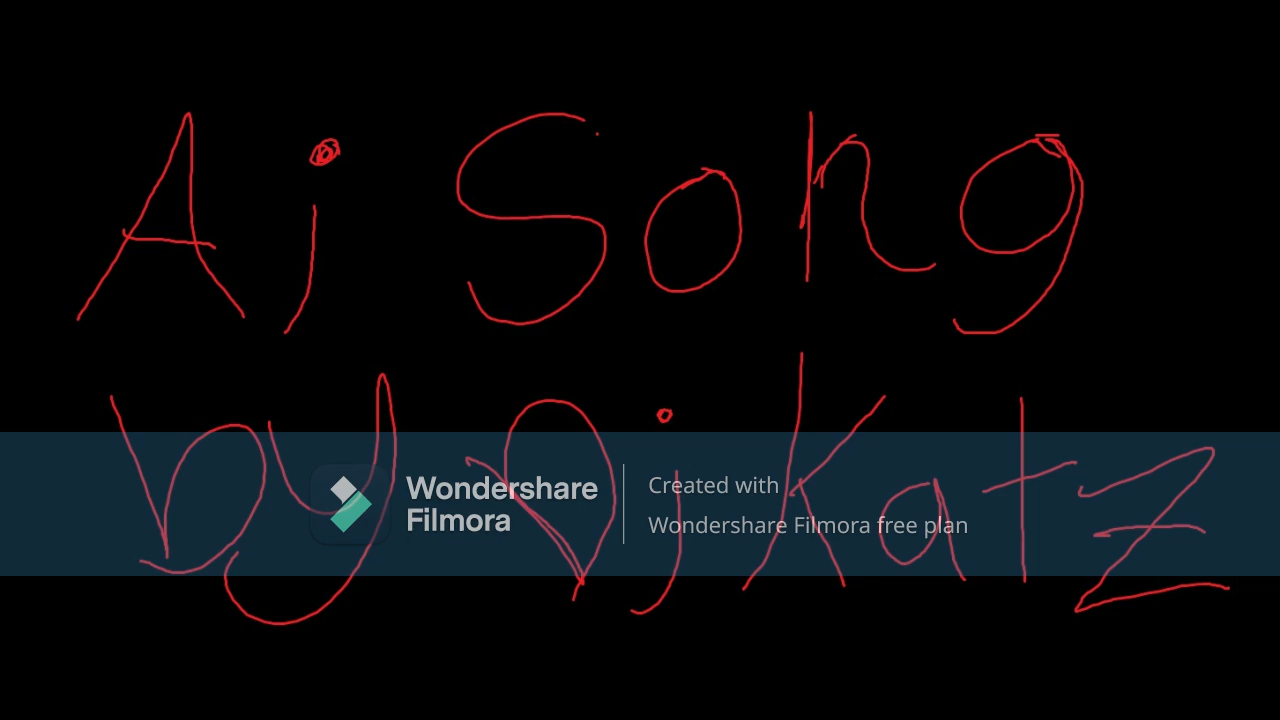 Ai Song
by Dj Katz
Wondershare
Filmora
Created with
Wondershare Filmora free plan